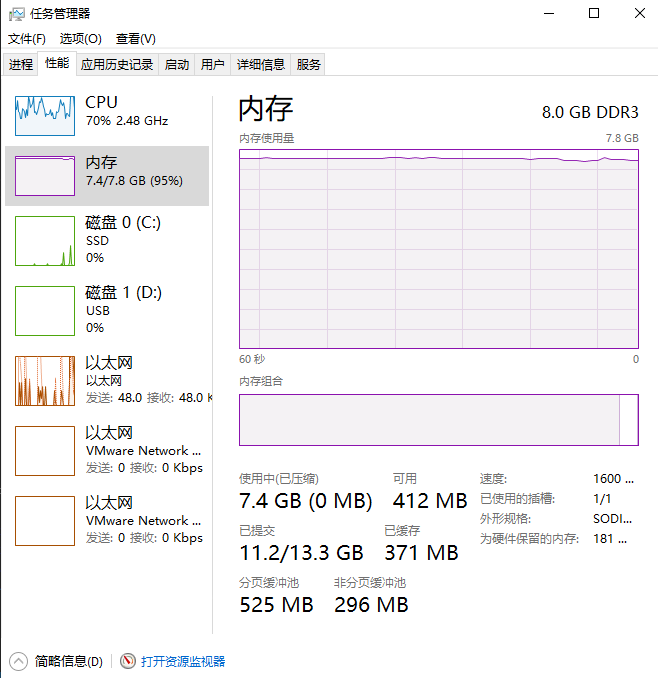 任务管理器
文件(F) 选项(O) 查看(V)
进程 性能 应用历史记录 启动 用户 详细信息 服务
CPU
70% 2.48 GHz
内存
7.4/7.8 GB (95%)
磁盘 0 (C:)
SSD
0%
磁盘 1 (D:)
USB
0%
以太网
以太网
发送: 48.0 接收: 48.0 K
以太网
VMware Network ...
发送: 0 接收: 0 Kbps
以太网
VMware Network ...
发送: 0 接收: 0 Kbps
内存 8.0 GB DDR3
内存使用量 7.8 GB
60 秒 0
内存组合
使用中(已压缩) 可用
7.4 GB (0 MB) 412 MB
已提交 已缓存
11.2/13.3 GB 371 MB
分页缓冲池 非分页缓冲池
525 MB 296 MB
速度: 1600 ...
已使用的插槽: 1/1
外形规格: SODI...
为硬件保留的内存: 181 ...
简略信息(D) 打开资源监视器